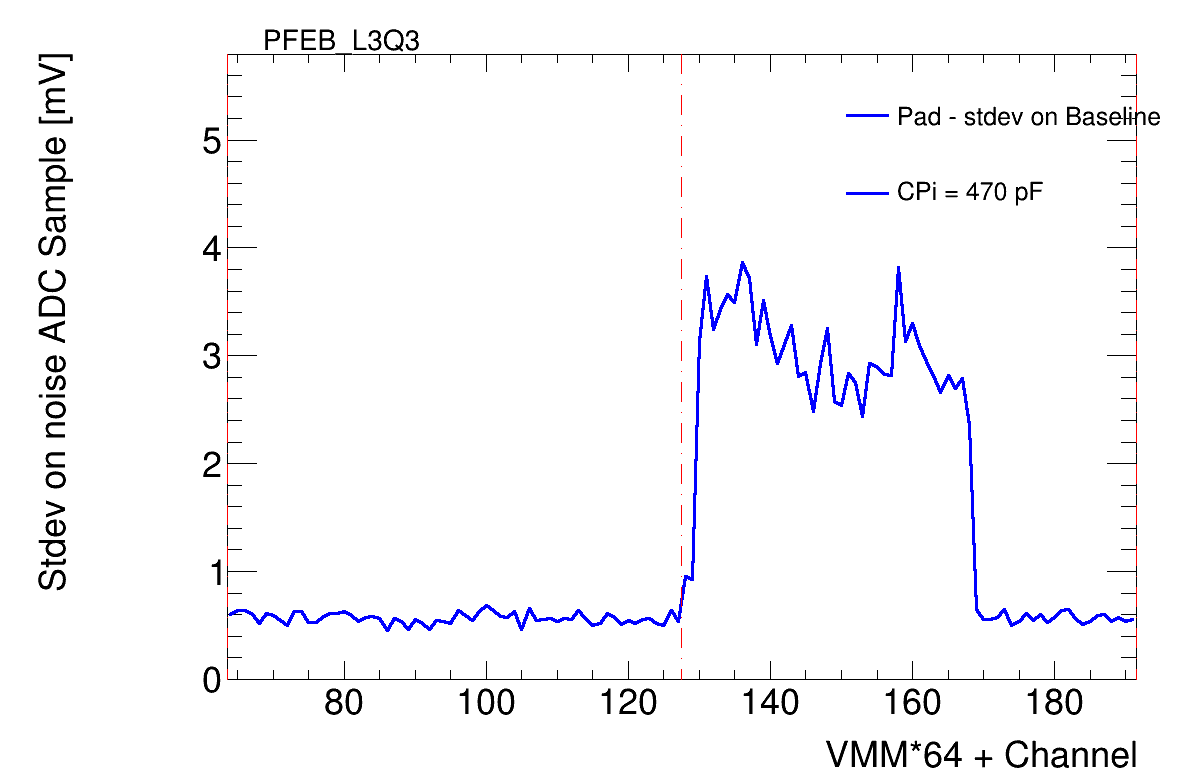 PFEB_L3Q3
Stdev on noise ADC Sample [mV]
Pad - stdev on Baseline
CPi = 470 pF
5
4
3
2
1
0
80 100 120 140 160 180
VMM*64 + Channel